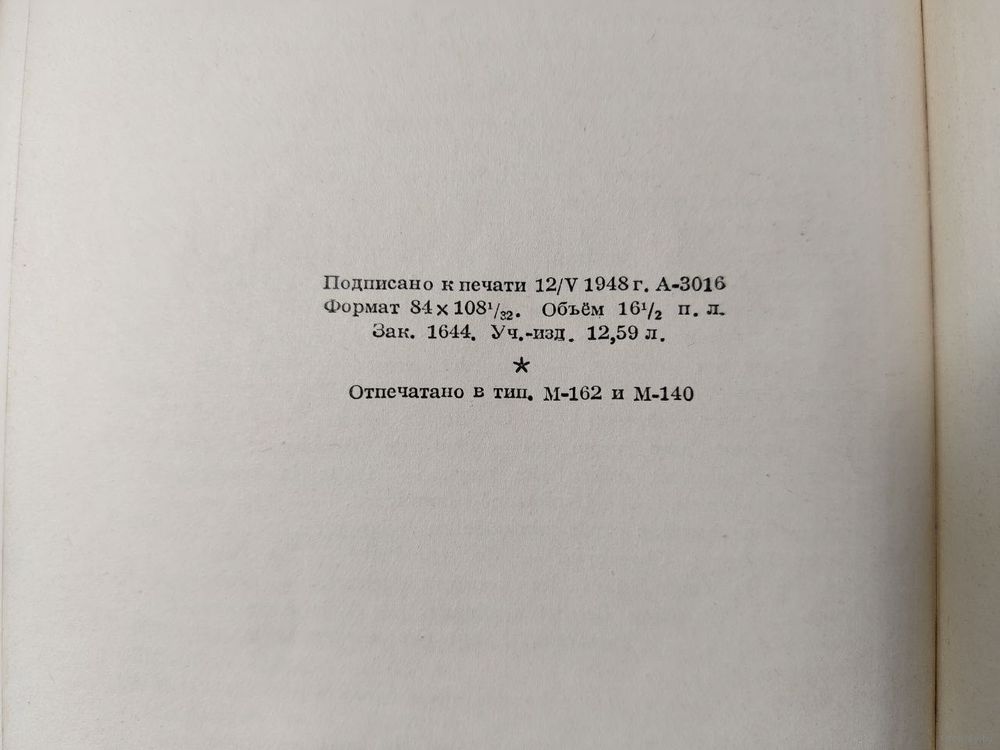 Подписано к печати 12/V 1948 г. А-3016
Формат 84 × 108¹/₃₂. Объём 16¹/₂ п. л.
Зак. 1644. Уч.-изд. 12,59 л.
★
Отпечатано в тип. М-162 и М-140